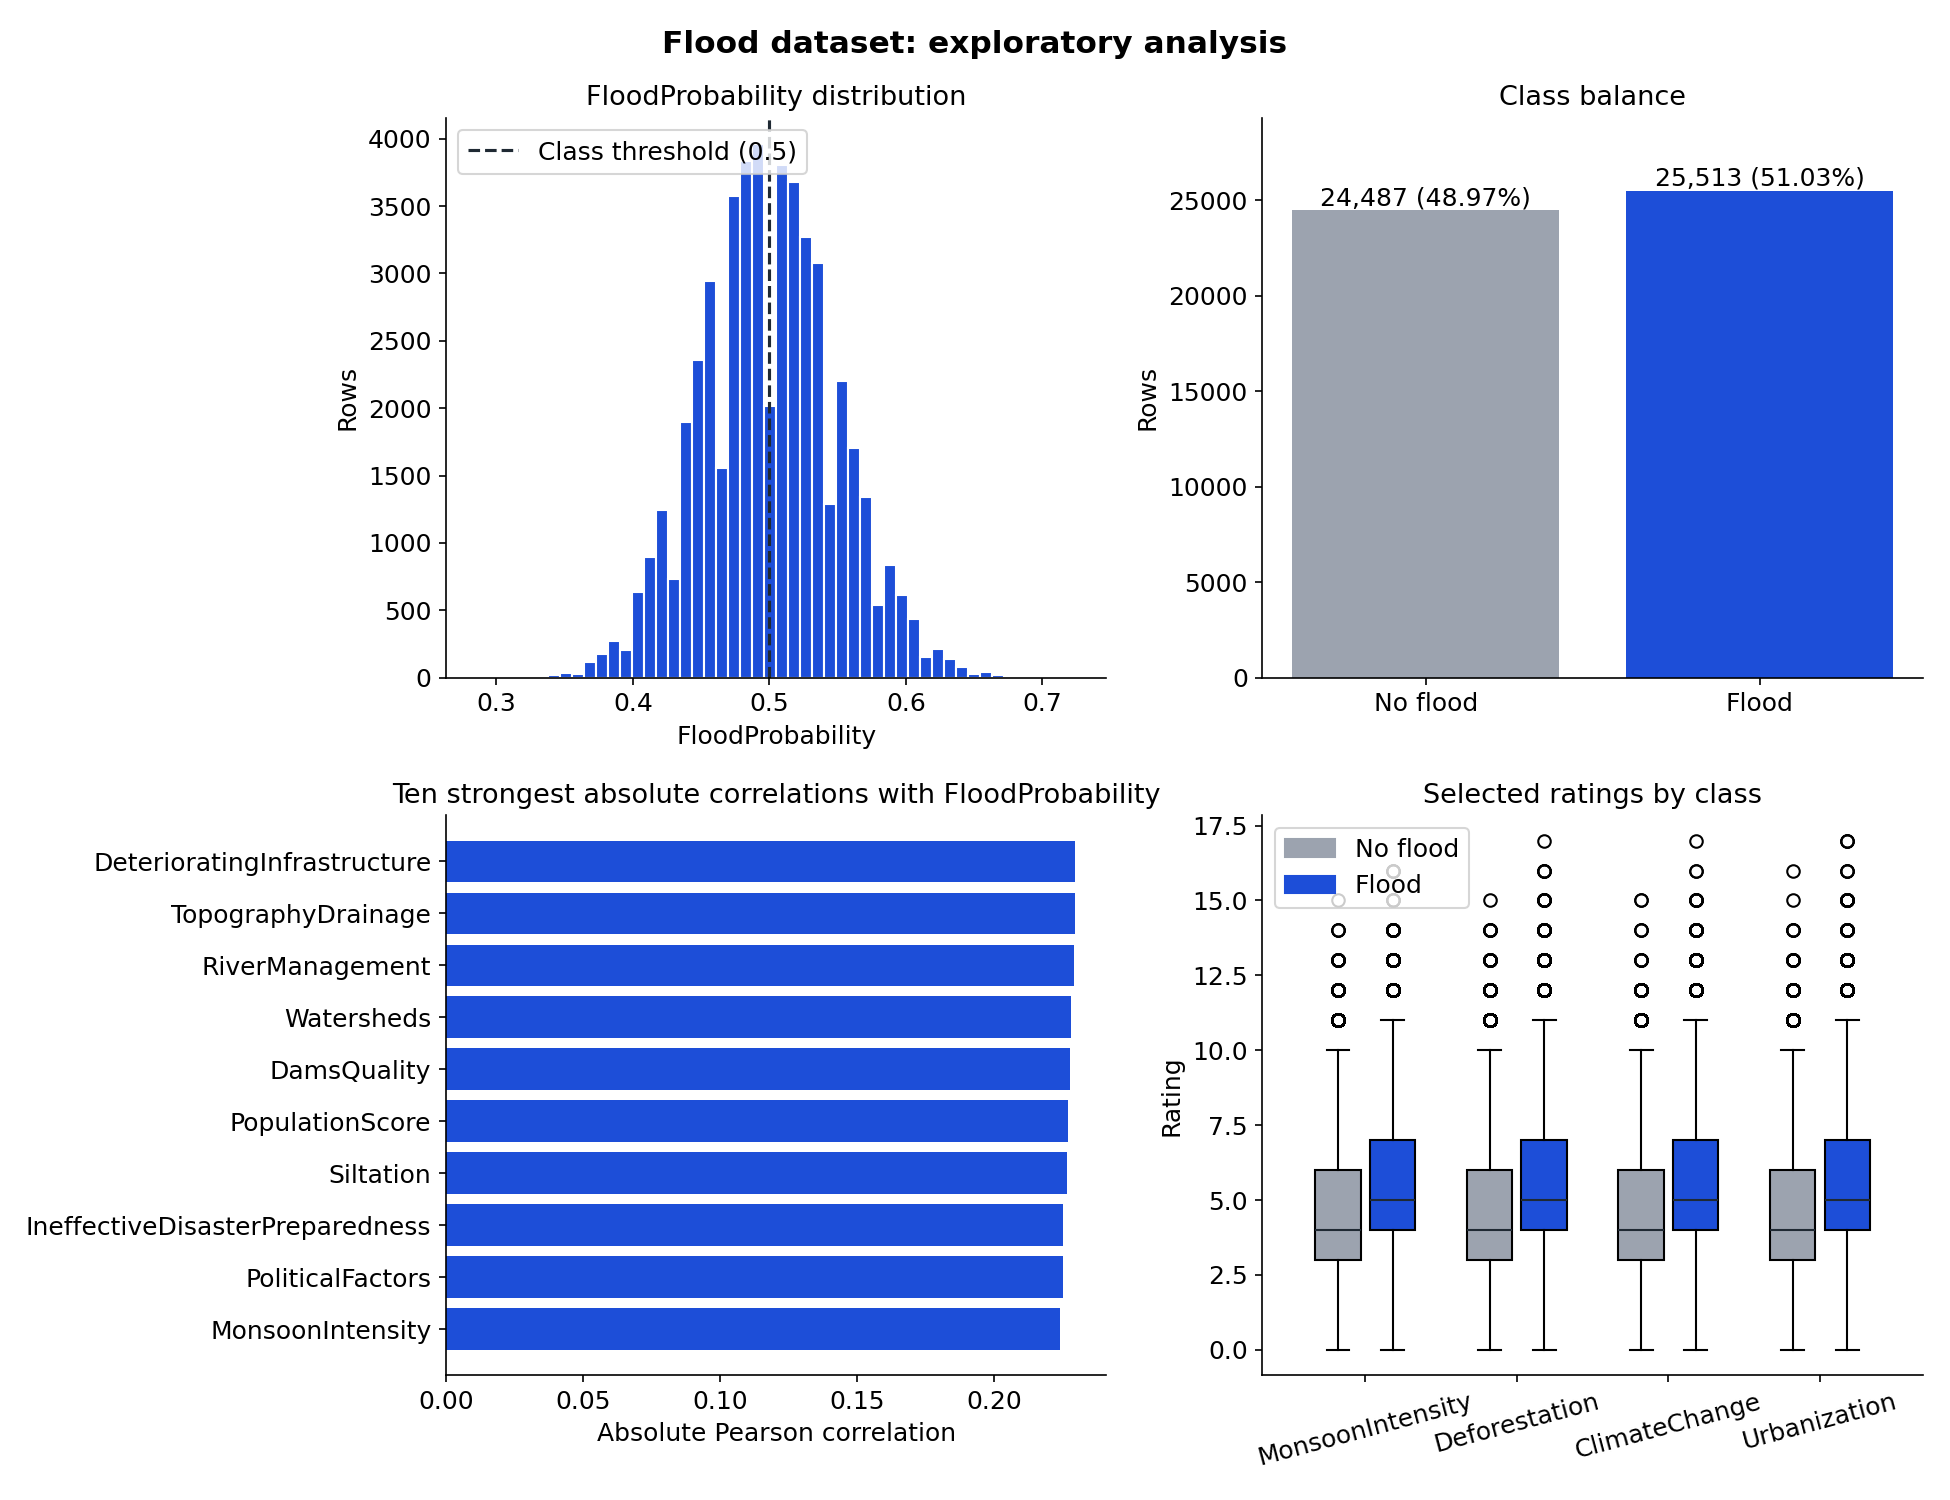 Flood dataset: exploratory analysis
FloodProbability distribution
Class threshold (0.5)
4000
3500
3000
2500
2000
1500
1000
500
0
Rows
0.3 0.4 0.5 0.6 0.7
FloodProbability
Class balance
24,487 (48.97%)
25,513 (51.03%)
25000
20000
15000
10000
5000
0
Rows
No flood Flood
Ten strongest absolute correlations with FloodProbability
DeterioratingInfrastructure
TopographyDrainage
RiverManagement
Watersheds
DamsQuality
PopulationScore
Siltation
IneffectiveDisasterPreparedness
PoliticalFactors
MonsoonIntensity
0.00 0.05 0.10 0.15 0.20
Absolute Pearson correlation
Selected ratings by class
No flood
Flood
17.5
15.0
12.5
10.0
7.5
5.0
2.5
0.0
Rating
MonsoonIntensity
Deforestation
ClimateChange
Urbanization